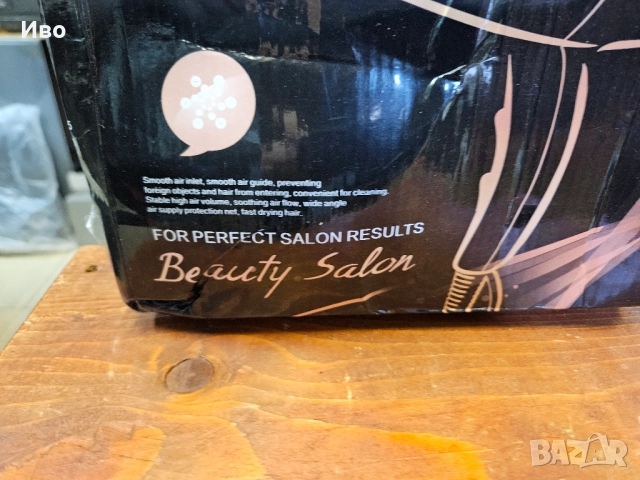 Иво
Smooth air inlet, smooth air guide, preventing
foreign objects and hair from entering, convenient for cleaning.
Stable high air volume, soothing air flow, wide angle
air supply protection net, fast drying hair.
FOR PERFECT SALON RESULTS
Beauty Salon
BAZAR